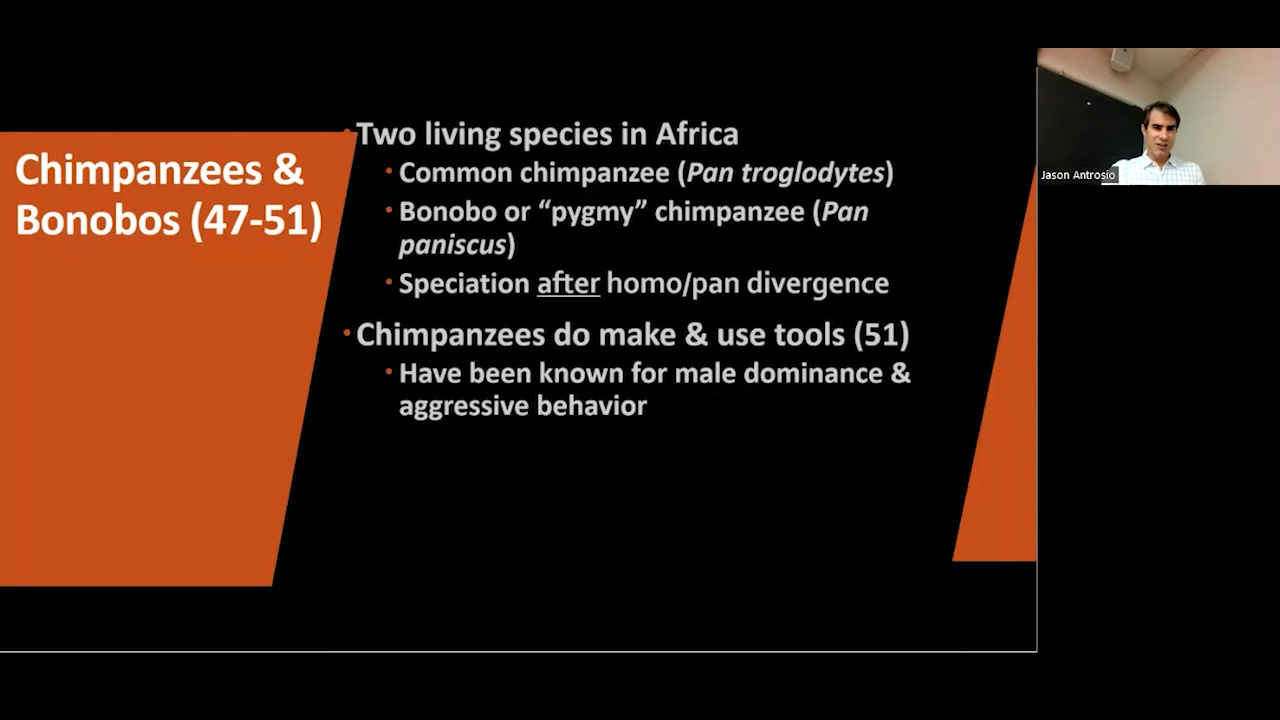 Chimpanzees &
Bonobos (47-51)
• Two living species in Africa
• Common chimpanzee (Pan troglodytes)
• Bonobo or “pygmy” chimpanzee (Pan
paniscus)
• Speciation after homo/pan divergence
• Chimpanzees do make & use tools (51)
• Have been known for male dominance &
aggressive behavior
Jason Antrosio